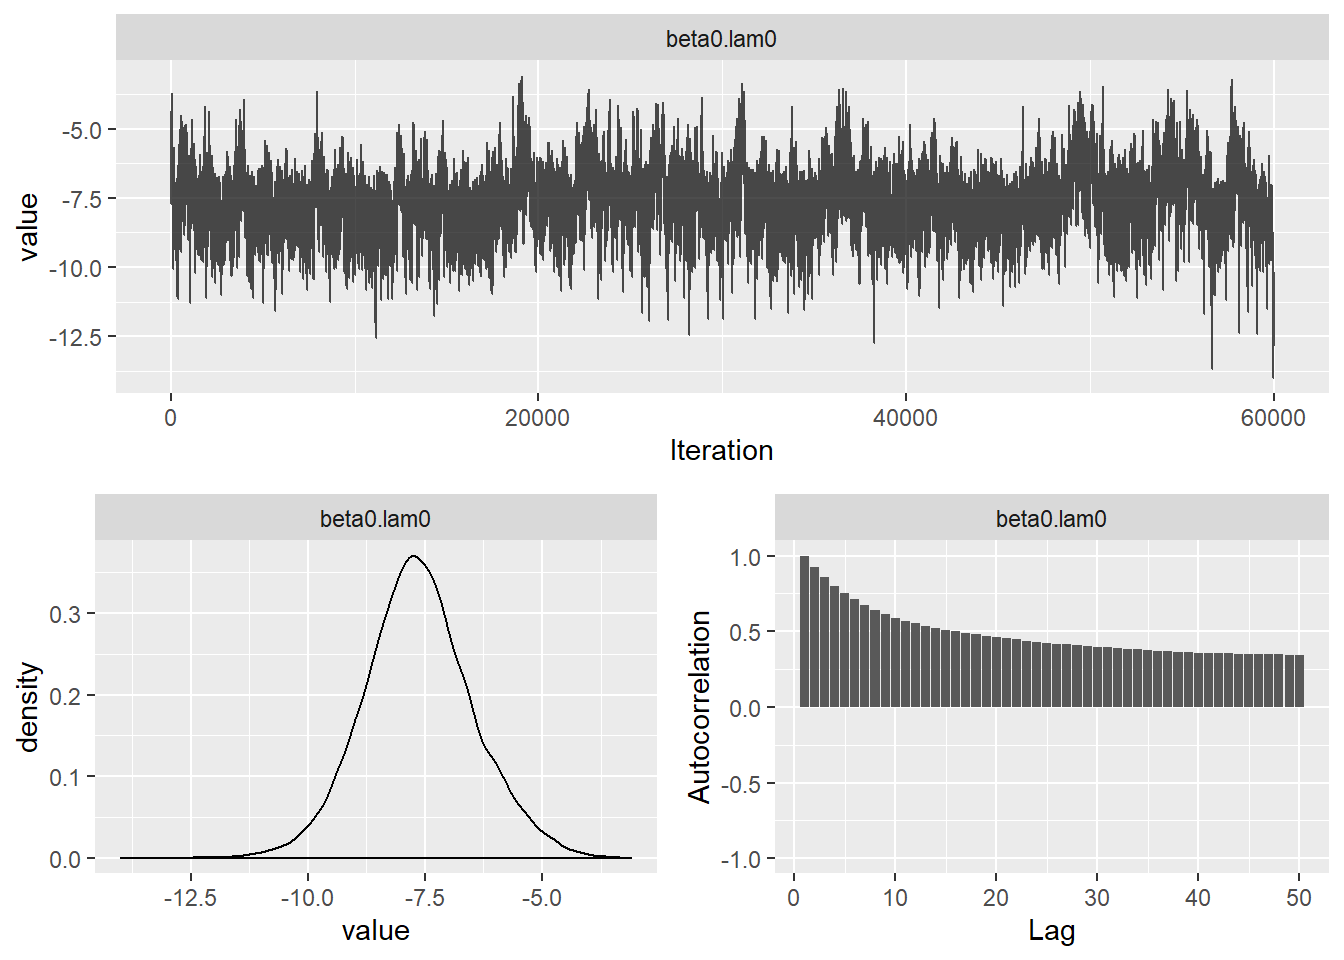 beta0.lam0
value
-5.0
-7.5
-10.0
-12.5
0 20000 40000 60000
Iteration
beta0.lam0
density
0.3
0.2
0.1
0.0
-12.5 -10.0 -7.5 -5.0
value
beta0.lam0
Autocorrelation
1.0
0.5
0.0
-0.5
-1.0
0 10 20 30 40 50
Lag